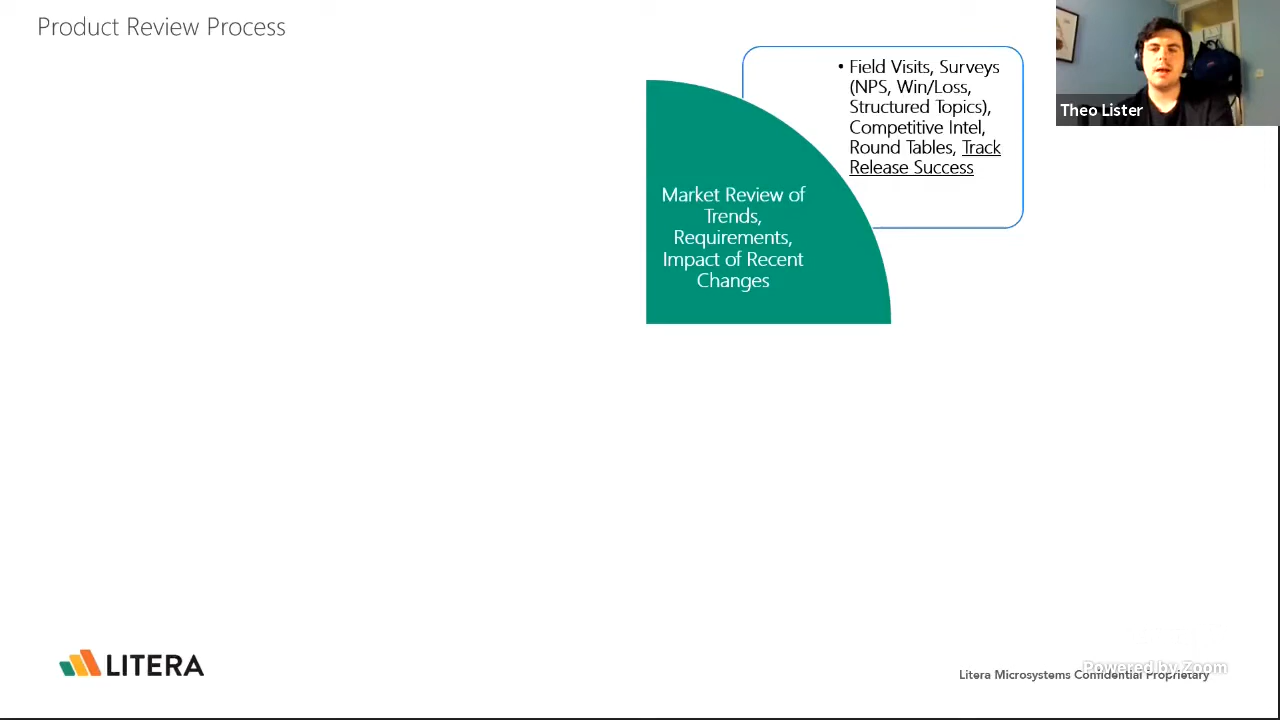 Product Review Process
• Field Visits, Surveys
(NPS, Win/Loss,
Structured Topics),
Competitive Intel,
Round Tables, Track
Release Success
Theo Lister
Market Review of
Trends,
Requirements,
Impact of Recent
Changes
LITERA
Litera Microsystems Confidential Proprietary
Powered by Zoom